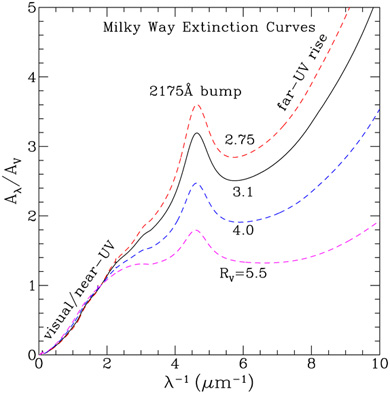 Milky Way Extinction Curves
5
4
3
2
1
0
A_λ/A_V
2175Å bump
far-UV rise
2.75
3.1
4.0
R_v=5.5
visual/near-UV
0 2 4 6 8 10
λ⁻¹ (μm⁻¹)